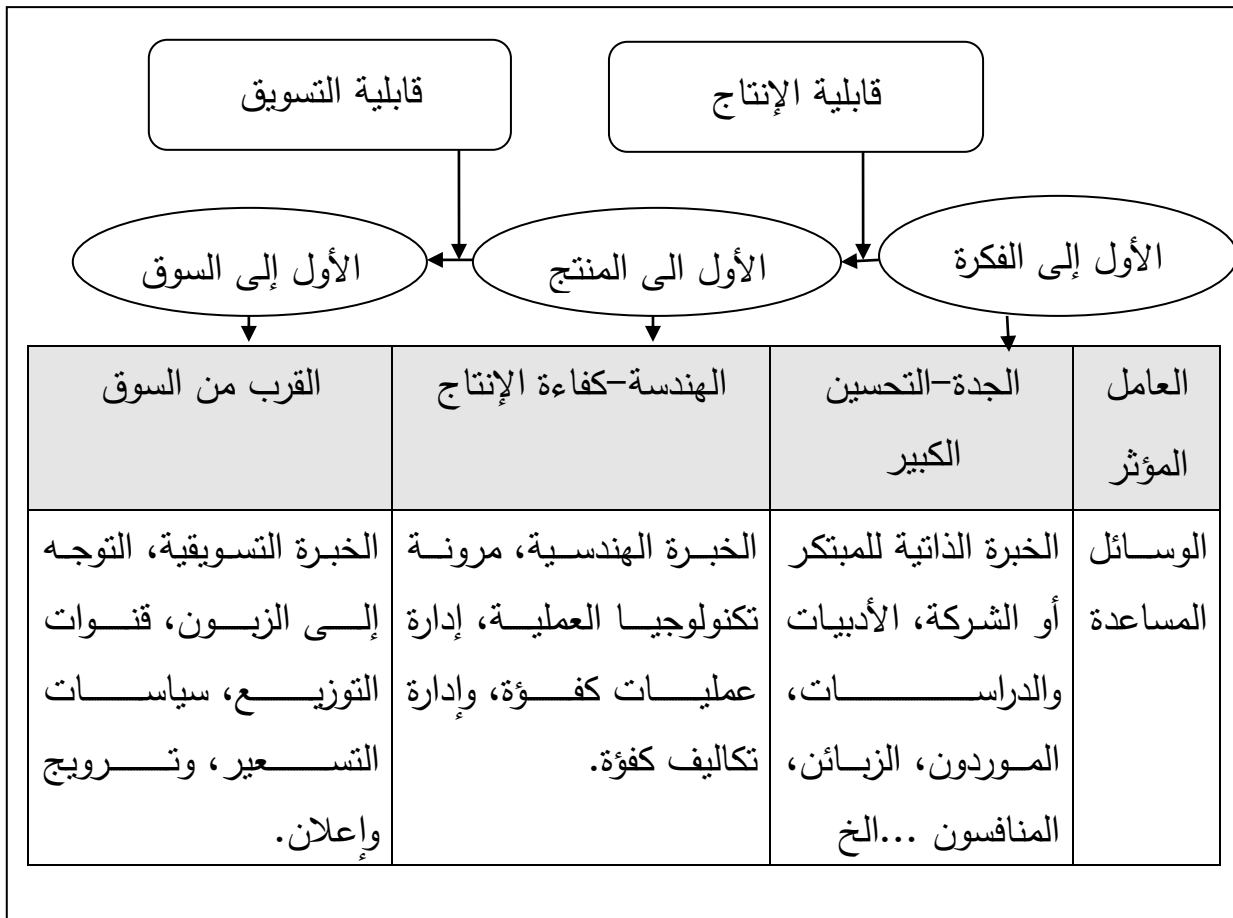 قابلية الإنتاج
قابلية التسويق
الأول إلى الفكرة
الأول الى المنتج
الأول إلى السوق
العامل
المؤثر
الجدة-التحسين
الكبير
الهندسة-كفاءة الإنتاج
القرب من السوق
الوسائل
المساعدة
الخبرة الذاتية للمبتكر
أو الشركة، الأدبيات
والدراسات،
الموردون، الزبائن،
المنافسون ...الخ
الخبرة الهندسية، مرونة
تكنولوجيا العملية، إدارة
عمليات كفؤة، وإدارة
تكاليف كفؤة.
الخبرة التسويقية، التوجه
إلى الزبون، قنوات
التوزيع، سياسات
التسعير، وترويج
وإعلان.